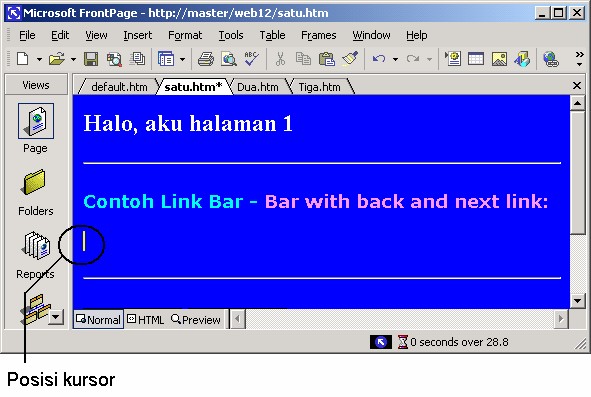 Microsoft FrontPage - http://master/web12/satu.htm
File Edit View Insert Format Tools Table Frames Window Help
Views
default.htm satu.htm* Dua.htm Tiga.htm
Halo, aku halaman 1
Page
Contoh Link Bar - Bar with back and next link:
Folders
Reports
Normal HTML Preview
0 seconds over 28.8
Posisi kursor